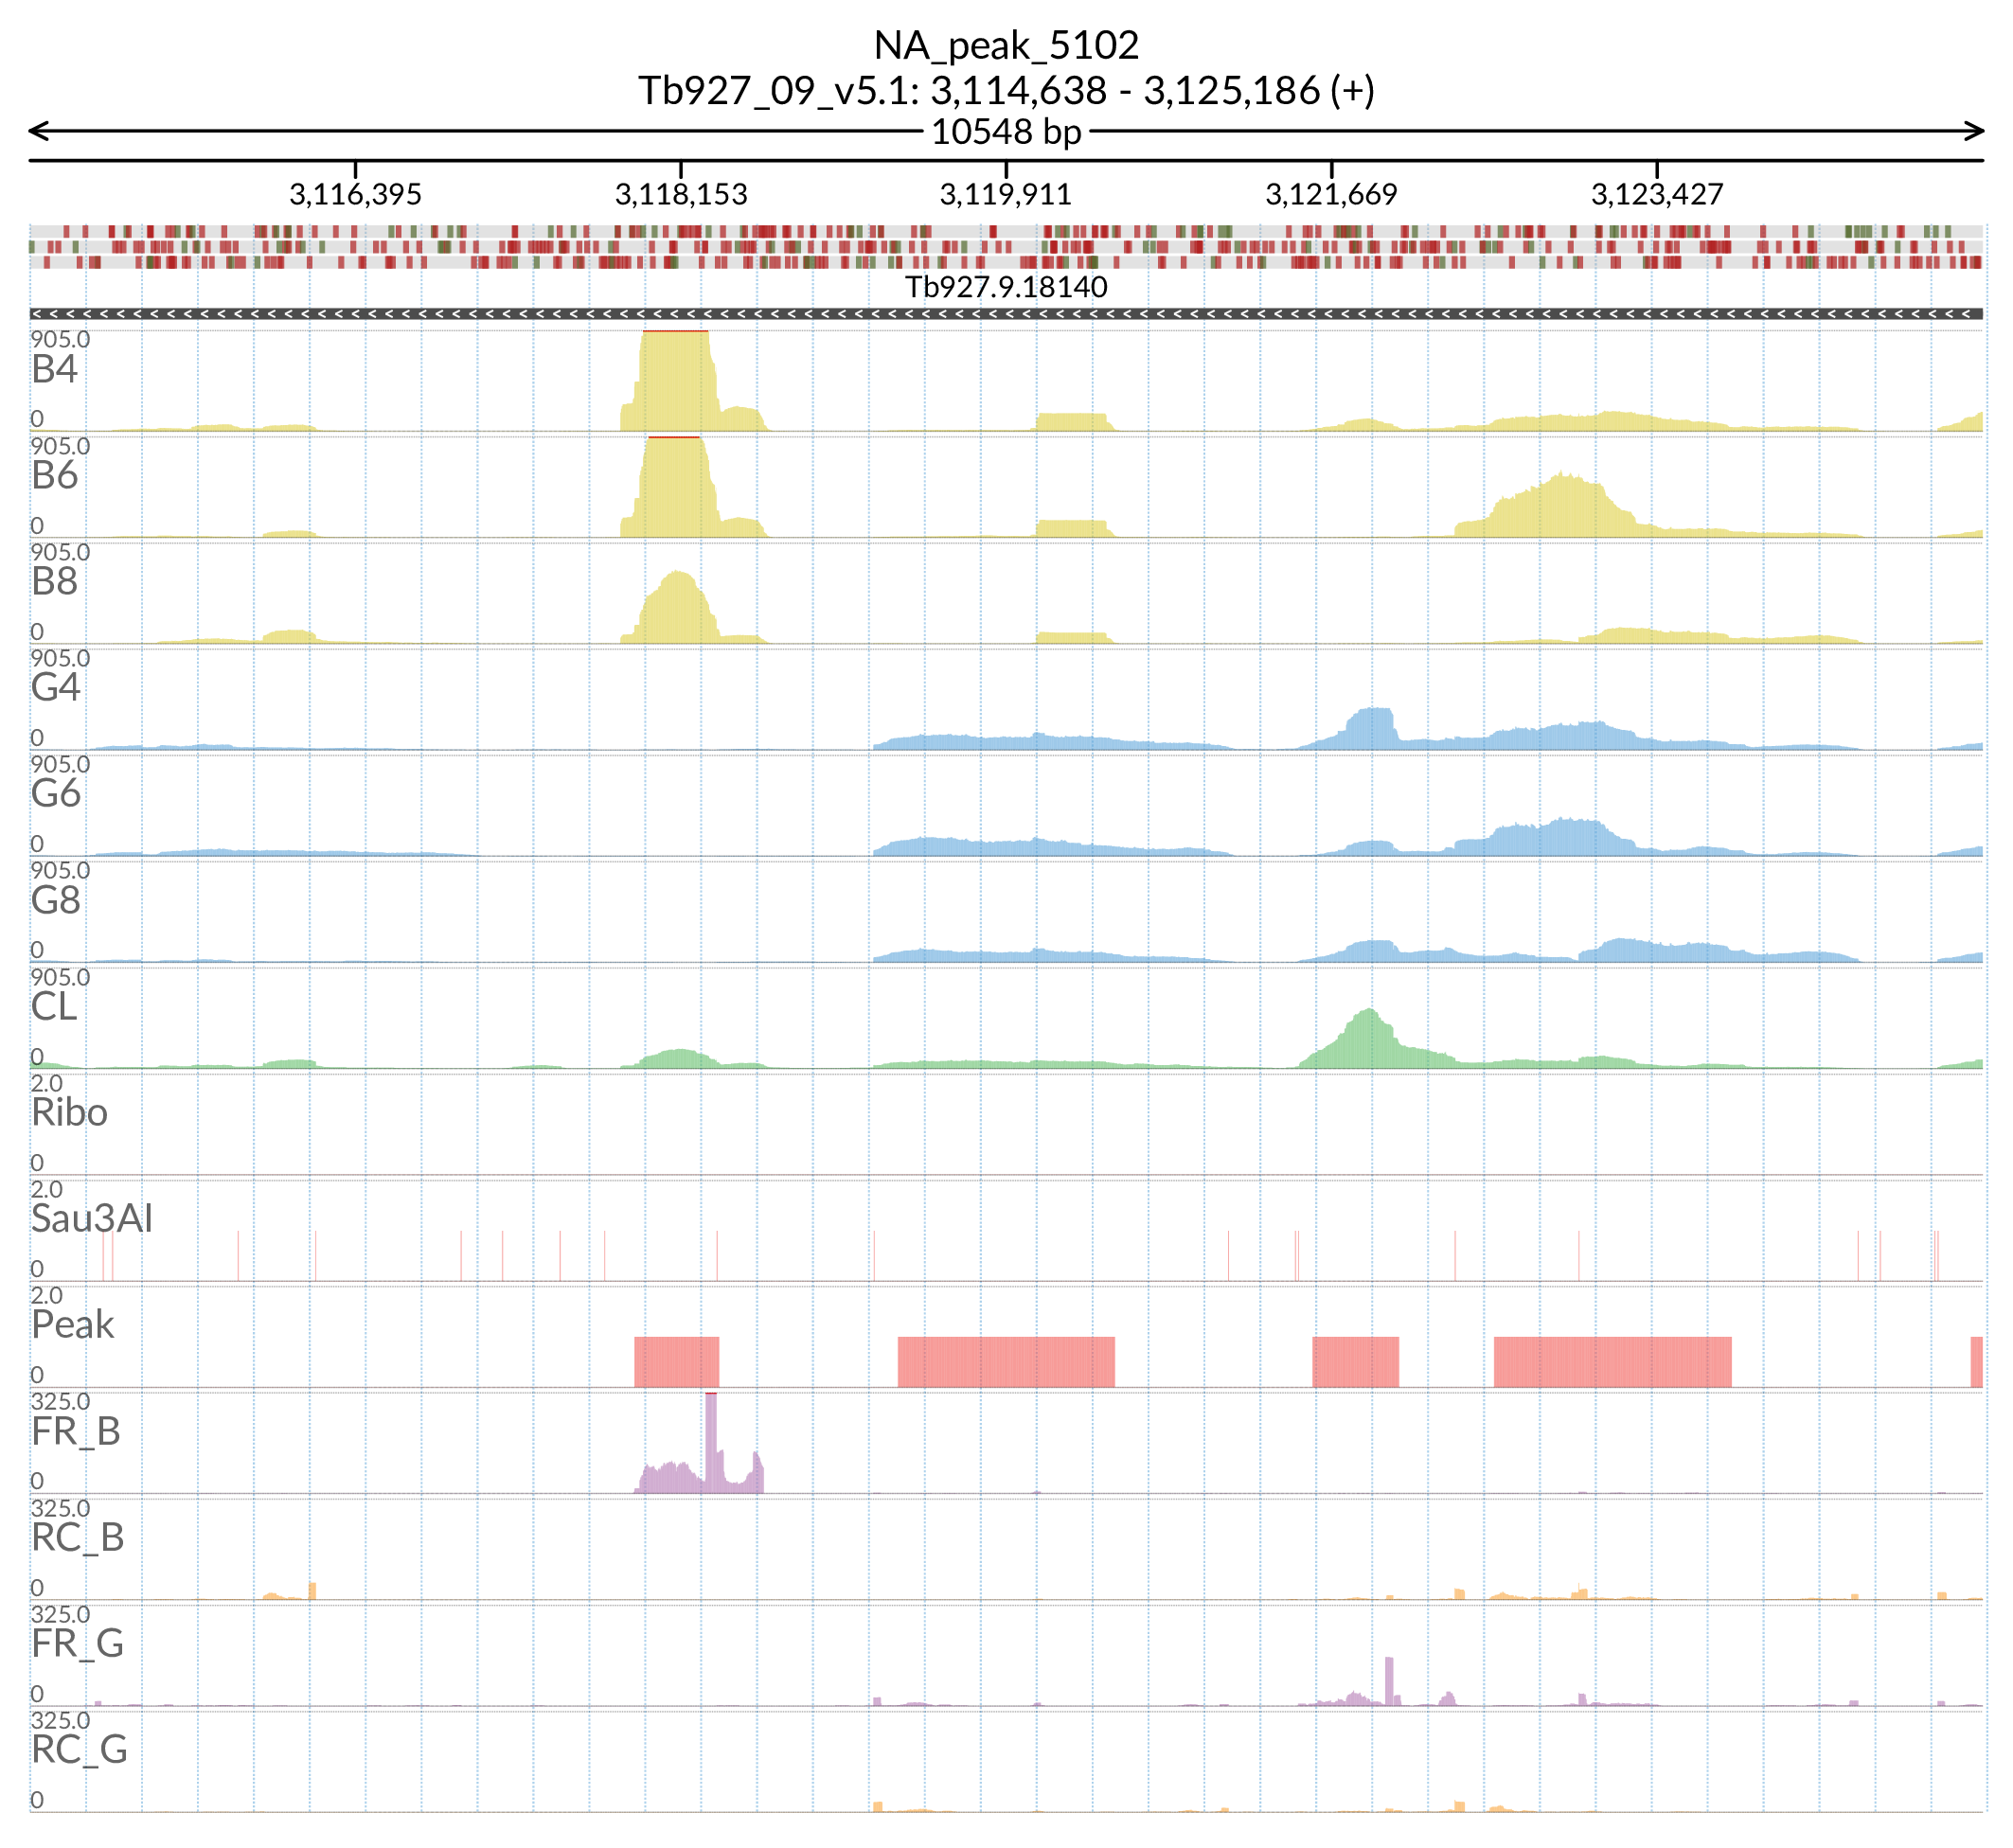 NA_peak_5102
Tb927_09_v5.1: 3,114,638 - 3,125,186 (+)
10548 bp
3,116,395 3,118,153 3,119,911 3,121,669 3,123,427
Tb927.9.18140
905.0
B4
0
905.0
B6
0
905.0
B8
0
905.0
G4
0
905.0
G6
0
905.0
G8
0
905.0
CL
0
2.0
Ribo
0
2.0
Sau3AI
0
2.0
Peak
0
325.0
FR_B
0
325.0
RC_B
0
325.0
FR_G
0
325.0
RC_G
0